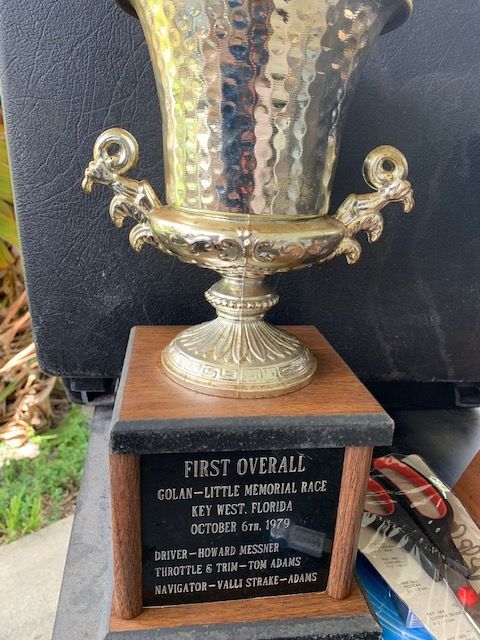 FIRST OVERALL
GOLAN-LITTLE MEMORIAL RACE
KEY WEST, FLORIDA
OCTOBER 6TH, 1979
DRIVER-HOWARD MESSNER
THROTTLE & TRIM-TOM ADAMS
NAVIGATOR-VALLI STRAKE-ADAMS